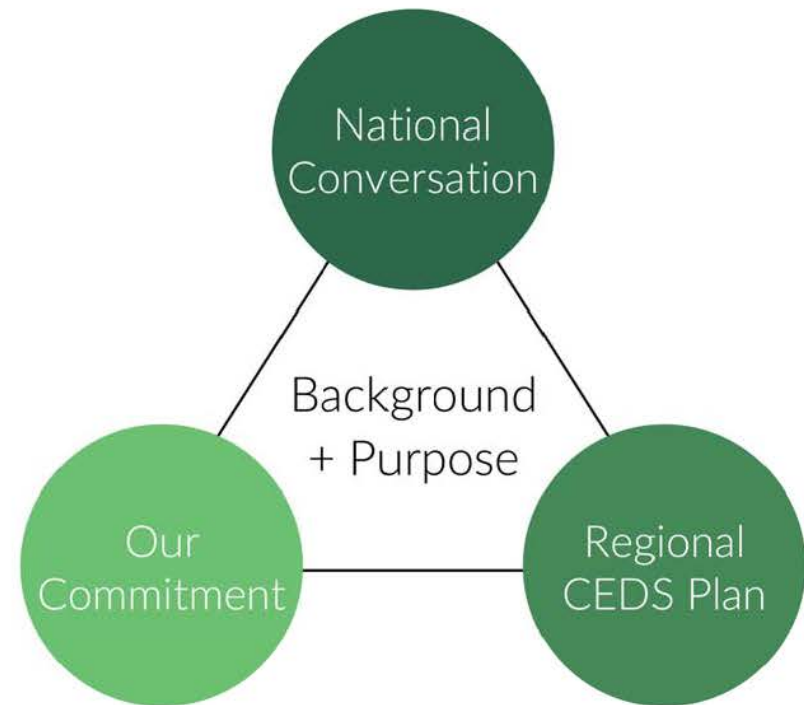 National
Conversation
Background
+ Purpose
Our
Commitment
Regional
CEDS Plan